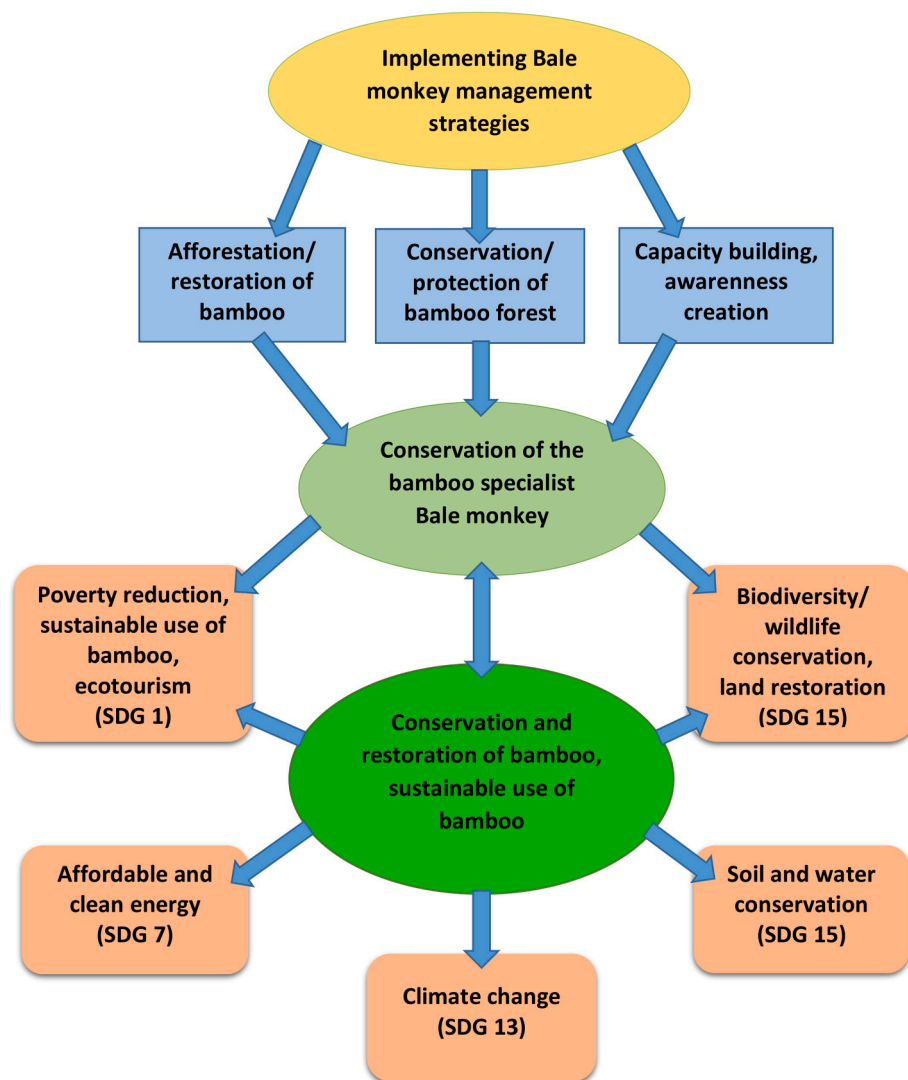 Implementing Bale
monkey management
strategies
Afforestation/
restoration of
bamboo
Conservation/
protection of
bamboo forest
Capacity building,
awarenness
creation
Conservation of the
bamboo specialist
Bale monkey
Poverty reduction,
sustainable use of
bamboo,
ecotourism
(SDG 1)
Biodiversity/
wildlife
conservation,
land restoration
(SDG 15)
Conservation and
restoration of bamboo,
sustainable use of
bamboo
Affordable and
clean energy
(SDG 7)
Soil and water
conservation
(SDG 15)
Climate change
(SDG 13)